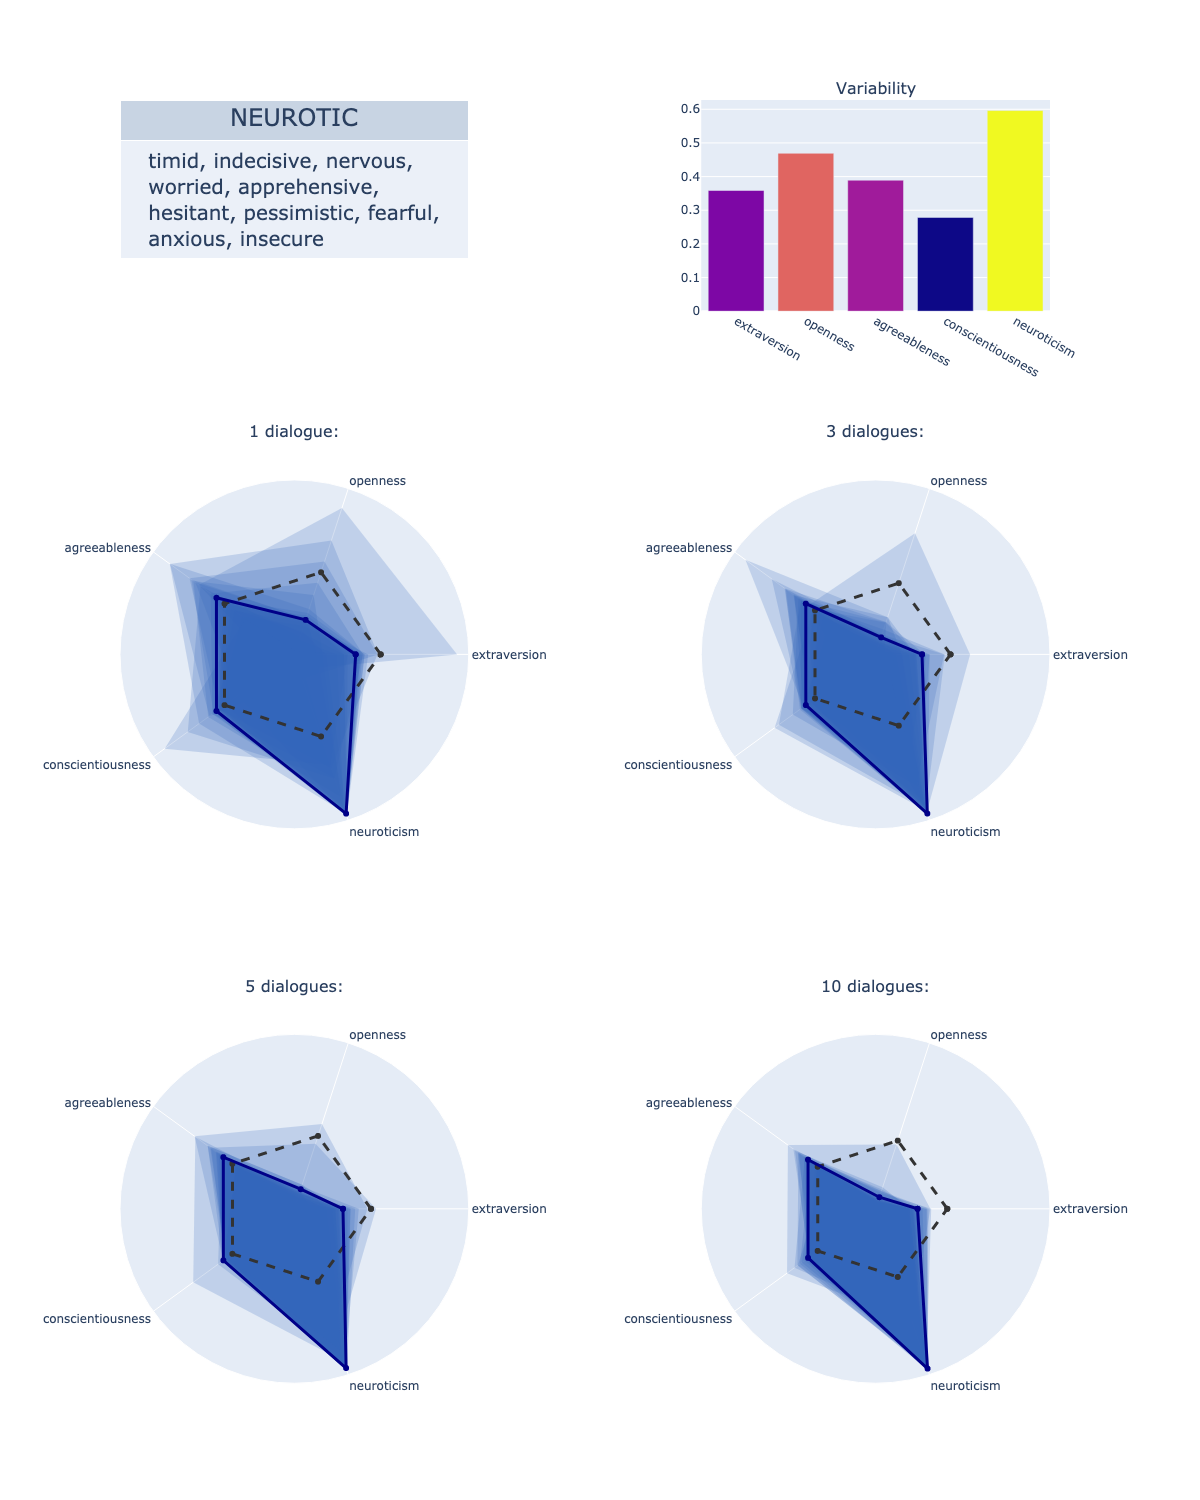 NEUROTIC
timid, indecisive, nervous,
worried, apprehensive,
hesitant, pessimistic, fearful,
anxious, insecure
Variability
0.6
0.5
0.4
0.3
0.2
0.1
0
extraversion
openness
agreeableness
conscientiousness
neuroticism
1 dialogue:
openness
agreeableness
extraversion
conscientiousness
neuroticism
3 dialogues:
openness
agreeableness
extraversion
conscientiousness
neuroticism
5 dialogues:
openness
agreeableness
extraversion
conscientiousness
neuroticism
10 dialogues:
openness
agreeableness
extraversion
conscientiousness
neuroticism